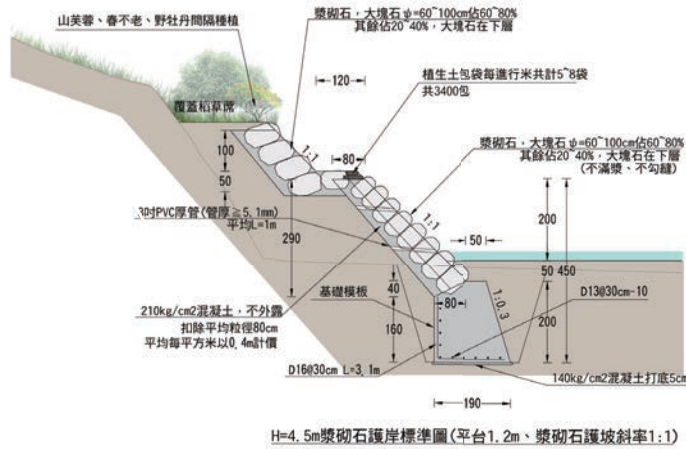 山芙蓉、春不老、野牡丹間隔種植
漿砌石，大塊石 ψ=60~100cm佔60~80%
其餘佔20~40%，大塊石在下層
120
植生土包袋每進行米共計5~8袋
共3400包
覆蓋稻草蓆
100
50
1:1
80
漿砌石，大塊石 ψ=60~100cm佔60~80%
其餘佔20~40%，大塊石在下層
(不滿漿、不勾縫)
1:1
200
50
吋PVC厚管(管厚≧5.1mm)
平均L=1m
290
50 450
40
基礎模板
80
1:0.3
D13@30cm-10
210kg/cm2混凝土，不外露
扣除平均粒徑80cm
平均每平方米以0.4m計價
160
200
D16@30cm L=3.1m
140kg/cm2混凝土打底5cm
190
H=4.5m漿砌石護岸標準圖(平台1.2m、漿砌石護坡斜率1:1)